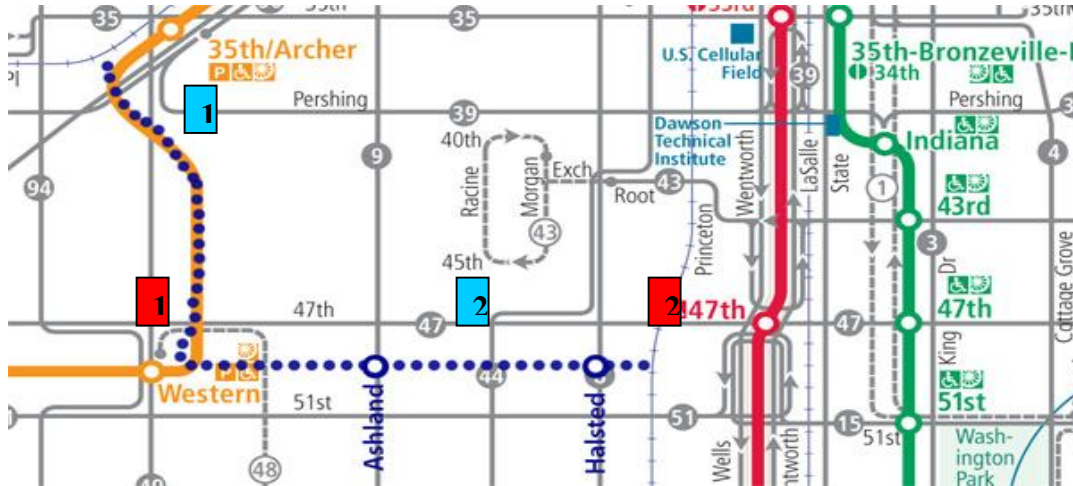 35
35th
35
33rd
35th
35th/Archer
P
Pl
U.S. Cellular
Field
39
35th-Bronzeville-I
34th
1
Pershing
39
Dawson
Technical
Institute
Pershing
Indiana
40th
9
Exch
Root
43
94
Racine
Morgan
43
Princeton
Wentworth
LaSalle
State
1
4
43rd
3
45th
1
2
2
47th
47
47th
47
47th
Dr
King
Cottage Grove
P
Western
44
51st
51
15
51st
51st
Ashland
Halsted
Wells
ntworth
48
Wash-
ington
Park